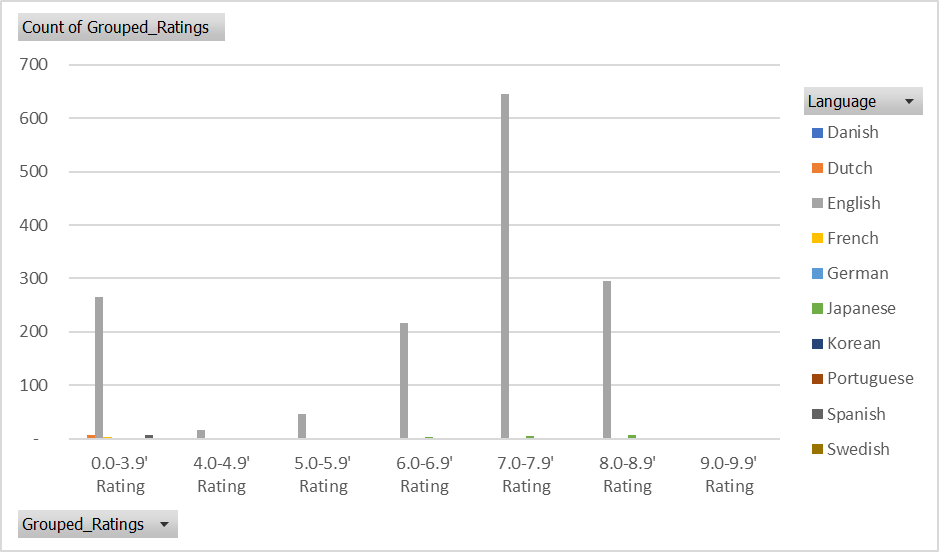 Count of Grouped_Ratings
700
600
500
400
300
200
100
-
0.0-3.9' Rating
4.0-4.9' Rating
5.0-5.9' Rating
6.0-6.9' Rating
7.0-7.9' Rating
8.0-8.9' Rating
9.0-9.9' Rating
Language
Danish
Dutch
English
French
German
Japanese
Korean
Portuguese
Spanish
Swedish
Grouped_Ratings